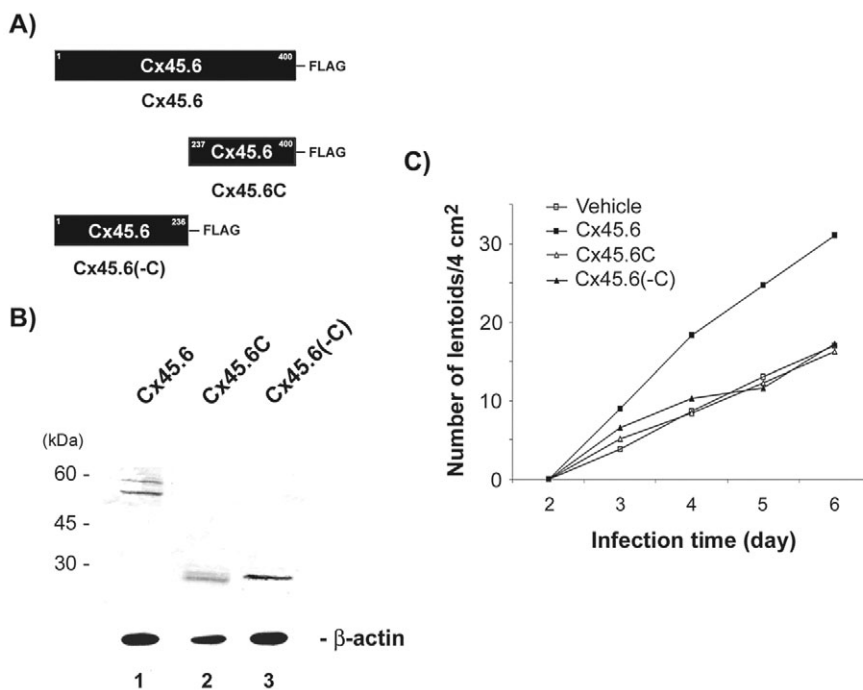 A)
1 Cx45.6 400 – FLAG
Cx45.6
237 Cx45.6 400 – FLAG
Cx45.6C
1 Cx45.6 236 – FLAG
Cx45.6(-C)
B)
Cx45.6 Cx45.6C Cx45.6(-C)
(kDa)
60 -
45 -
30 -
- β-actin
1 2 3
C)
Vehicle
Cx45.6
Cx45.6C
Cx45.6(-C)
Number of lentoids/4 cm²
30
20
10
0
2 3 4 5 6
Infection time (day)